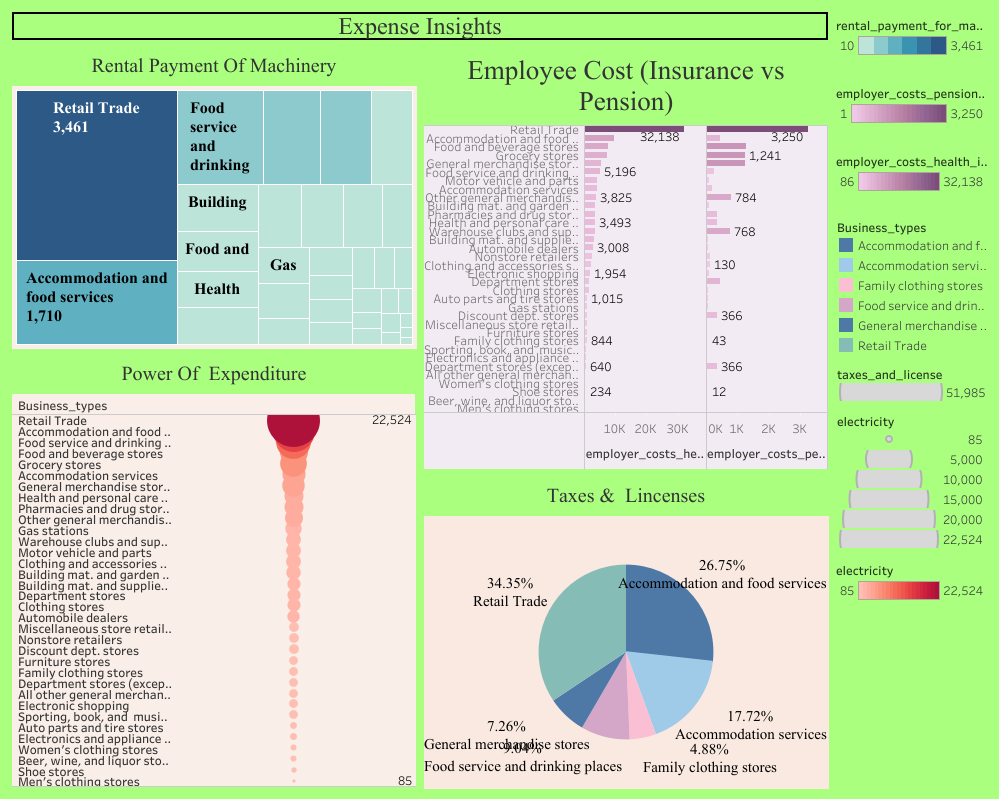 Expense Insights
Rental Payment Of Machinery
Retail Trade
3,461
Food
service
and
drinking
Building
Food and
Gas
Health
Accommodation and
food services
1,710
Power Of  Expenditure
Business_types
Retail Trade
22,524
Accommodation and food ..
Food service and drinking ..
Food and beverage stores
Grocery stores
Accommodation services
General merchandise stor..
Health and personal care ..
Pharmacies and drug stor..
Other general merchandis..
Gas stations
Warehouse clubs and sup..
Motor vehicle and parts
Clothing and accessories ..
Building mat. and garden ..
Building mat. and supplie..
Department stores
Clothing stores
Automobile dealers
Miscellaneous store retail..
Nonstore retailers
Discount dept. stores
Furniture stores
Family clothing stores
Department stores (excep..
All other general merchan..
Electronic shopping
Sporting, book, and  musi..
Auto parts and tire stores
Electronics and appliance ..
Women's clothing stores
Beer, wine, and liquor sto..
Shoe stores
Men's clothing stores
85
Employee Cost (Insurance vs
Pension)
Retail Trade
32,138
3,250
Accommodation and food ..
Food and beverage stores
Grocery stores
1,241
General merchandise stor..
Food service and drinking ..
5,196
Motor vehicle and parts
Accommodation services
Other general merchandis..
3,825
784
Building mat. and garden ..
Pharmacies and drug stor..
Health and personal care ..
3,493
Warehouse clubs and sup..
768
Building mat. and supplie..
Automobile dealers
3,008
Nonstore retailers
Clothing and accessories s..
130
Electronic shopping
1,954
Department stores
Clothing stores
Auto parts and tire stores
1,015
Gas stations
Discount dept. stores
366
Miscellaneous store retail..
Furniture stores
Family clothing stores
844
43
Sporting, book, and  music..
Electronics and appliance ..
Department stores (excep..
640
366
All other general merchan..
Women's clothing stores
Shoe stores
234
12
Beer, wine, and liquor sto..
Men's clothing stores
10K 20K 30K
0K 1K 2K 3K
employer_costs_he..
employer_costs_pe..
Taxes &  Lincenses
26.75%
Accommodation and food services
34.35%
Retail Trade
17.72%
Accommodation services
4.88%
Family clothing stores
7.26%
General merchandise stores
9.04%
Food service and drinking places
rental_payment_for_ma..
10
3,461
employer_costs_pension..
1
3,250
employer_costs_health_i..
86
32,138
Business_types
Accommodation and f..
Accommodation servi..
Family clothing stores
Food service and drin..
General merchandise ..
Retail Trade
taxes_and_license
51,985
electricity
85
5,000
10,000
15,000
20,000
22,524
electricity
85
22,524